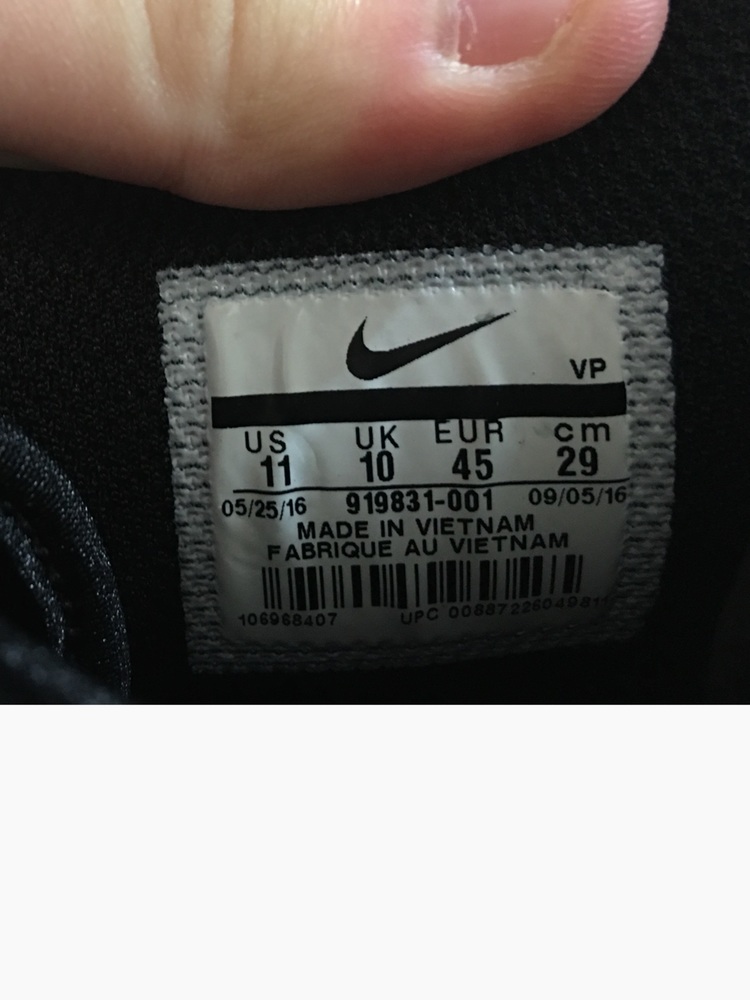 VP
US UK EUR cm
11 10 45 29
05/25/16 919831-001 09/05/16
MADE IN VIETNAM
FABRIQUE AU VIETNAM
106968407 UPC